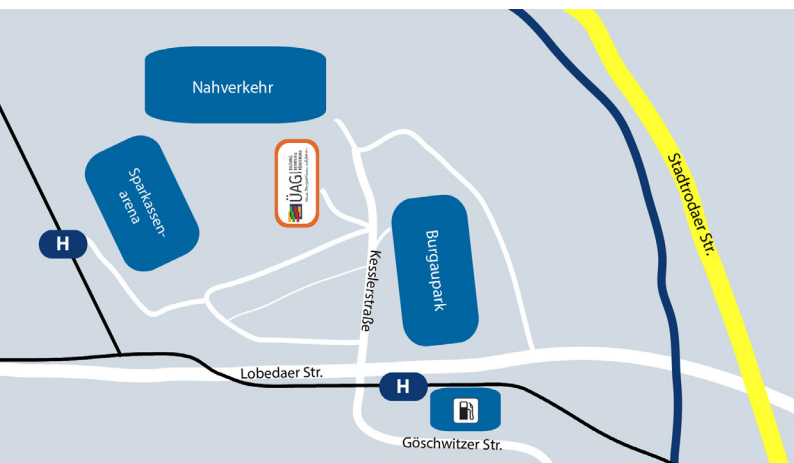 Nahverkehr
Sparkassen-
arena
ÜAG
Burgaupark
Kesslerstraße
Stadtrodaer Str.
H
Lobedaer Str.
H
Göschwitzer Str.